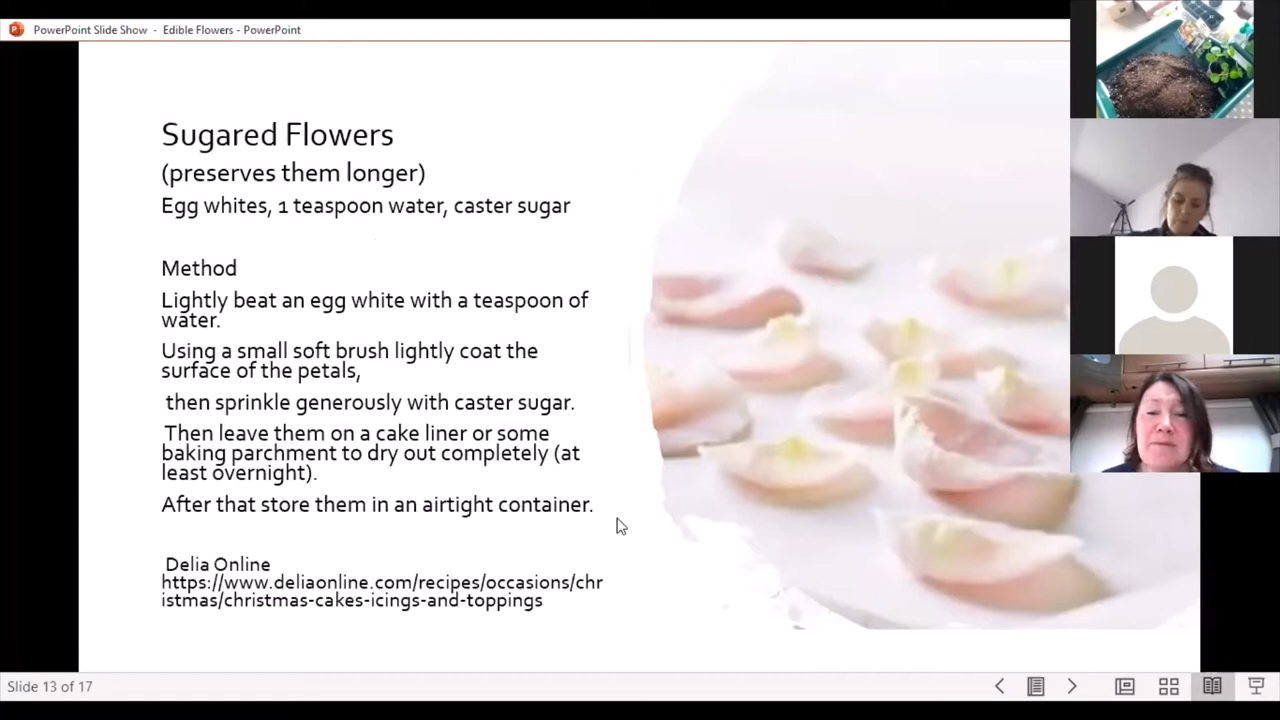 PowerPoint Slide Show - Edible Flowers - PowerPoint
Sugared Flowers
(preserves them longer)
Egg whites, 1 teaspoon water, caster sugar
Method
Lightly beat an egg white with a teaspoon of
water.
Using a small soft brush lightly coat the
surface of the petals,
then sprinkle generously with caster sugar.
Then leave them on a cake liner or some
baking parchment to dry out completely (at
least overnight).
After that store them in an airtight container.
Delia Online
https://www.deliaonline.com/recipes/occasions/chr
istmas/christmas-cakes-icings-and-toppings
Slide 13 of 17